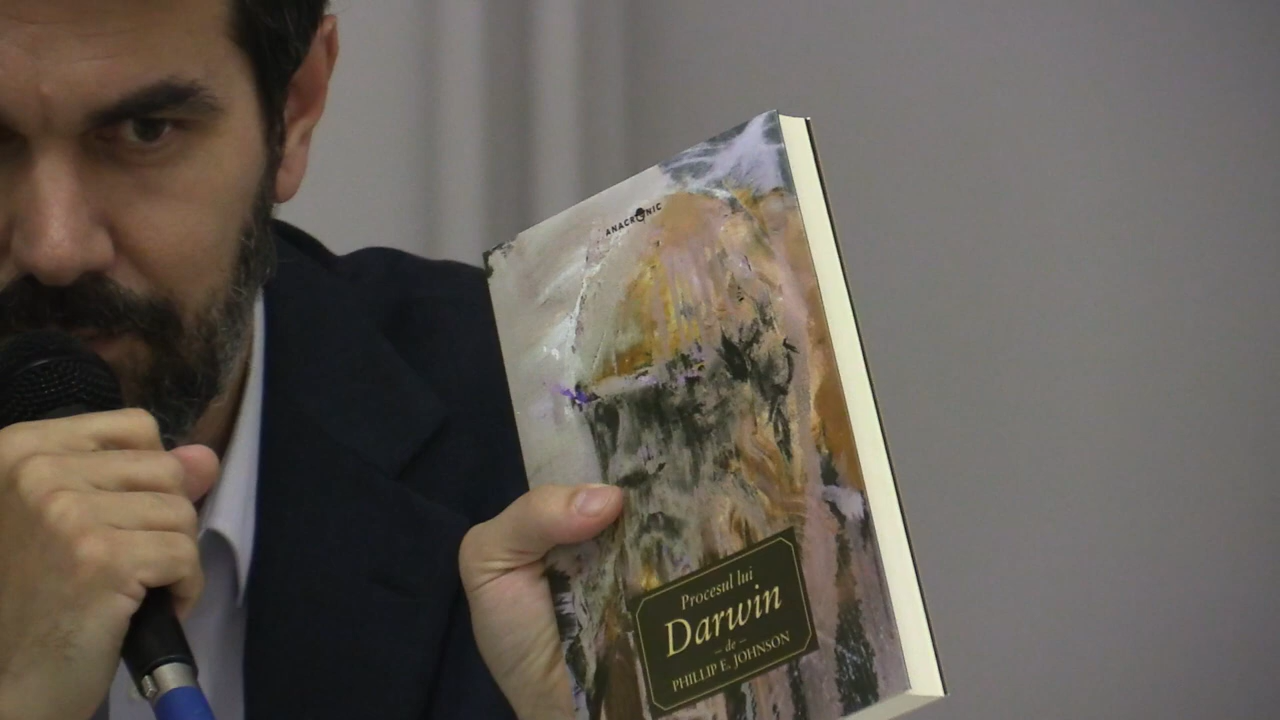 ANACRONIC
Procesul lui
Darwin
– de –
PHILLIP E. JOHNSON